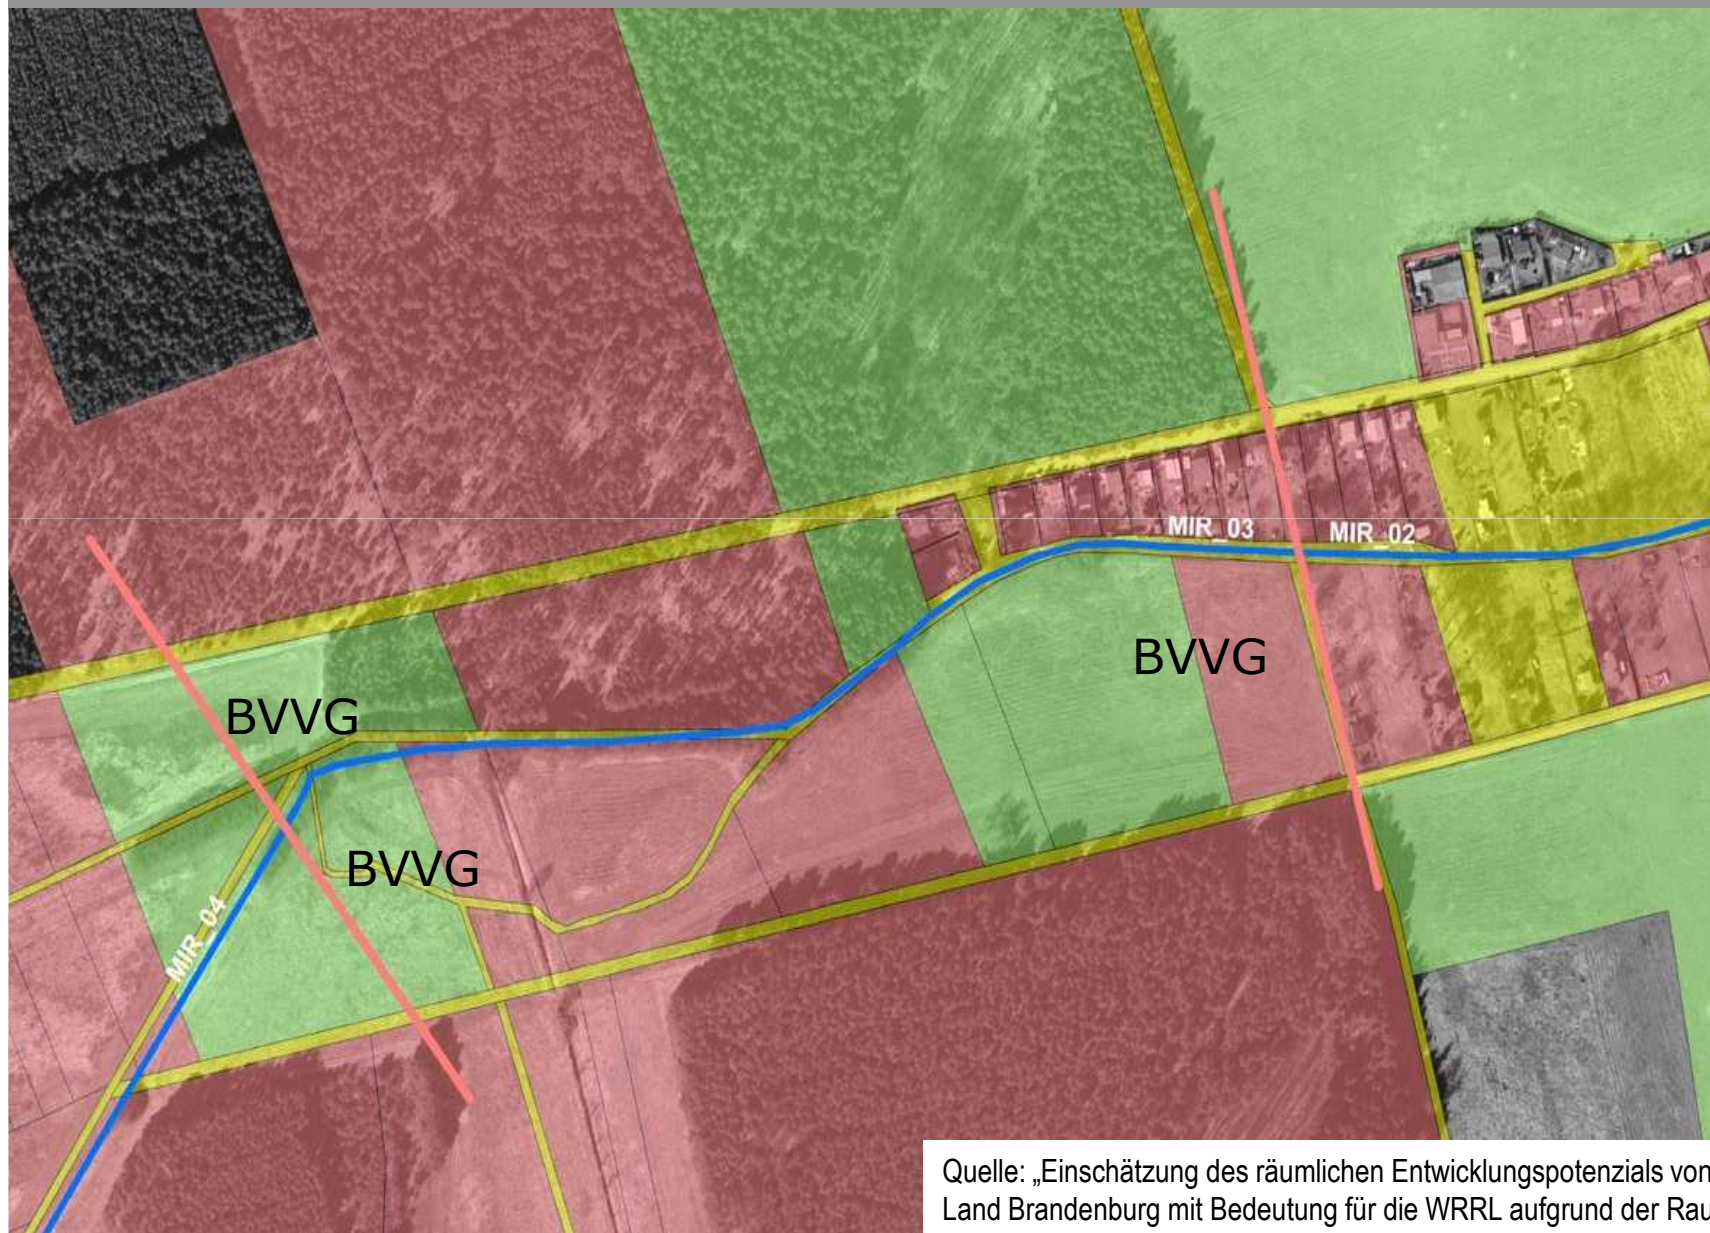 MIR_03
MIR_02
BVVG
BVVG
BVVG
MIR_04
Quelle: „Einschätzung des räumlichen Entwicklungspotenzials von
Land Brandenburg mit Bedeutung für die WRRL aufgrund der Rau